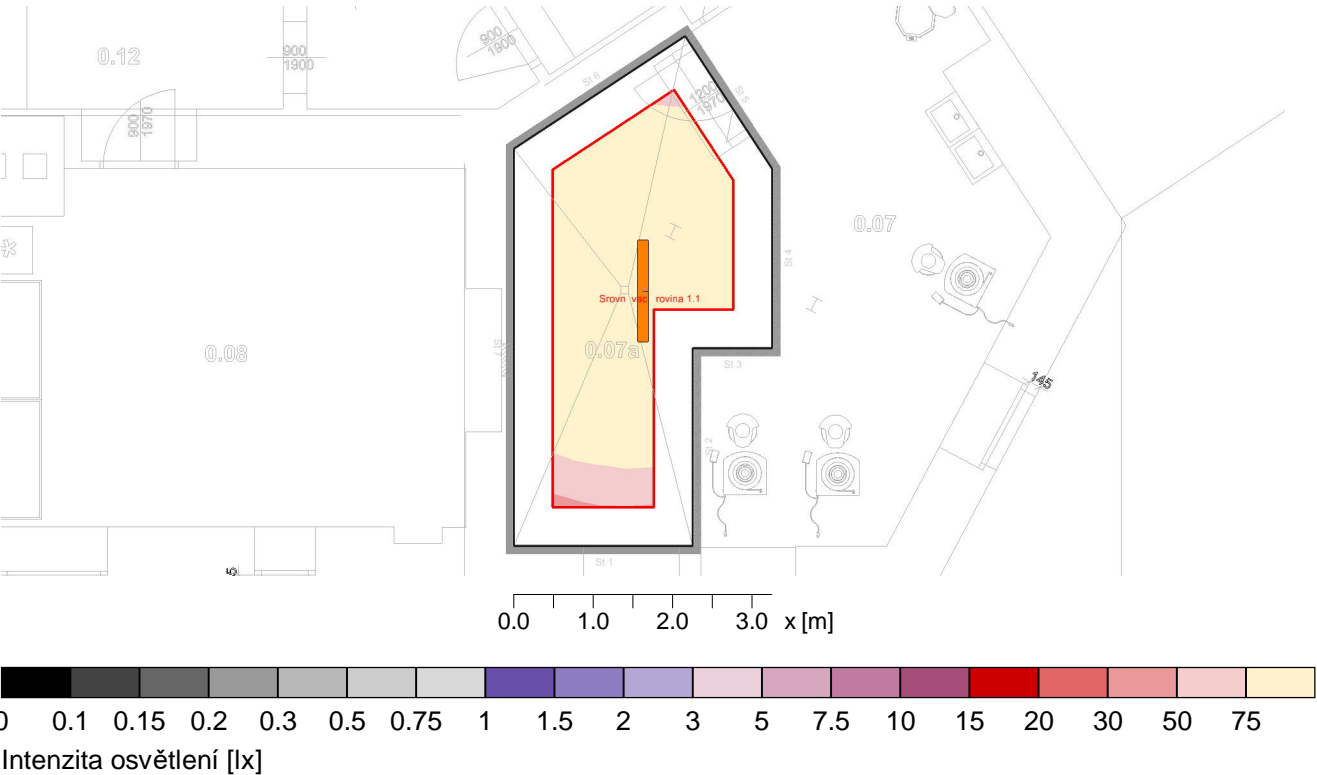 0.12
900
1900
900
1900
900
1970
St 6
1200
1970
St 5
0.07
St 4
0.08
Srovn vac rovina 1.1
0.07a
St 7
St 3
St 2
145
St 1
0.0 1.0 2.0 3.0 x [m]
0 0.1 0.15 0.2 0.3 0.5 0.75 1 1.5 2 3 5 7.5 10 15 20 30 50 75
Intenzita osvětlení [lx]